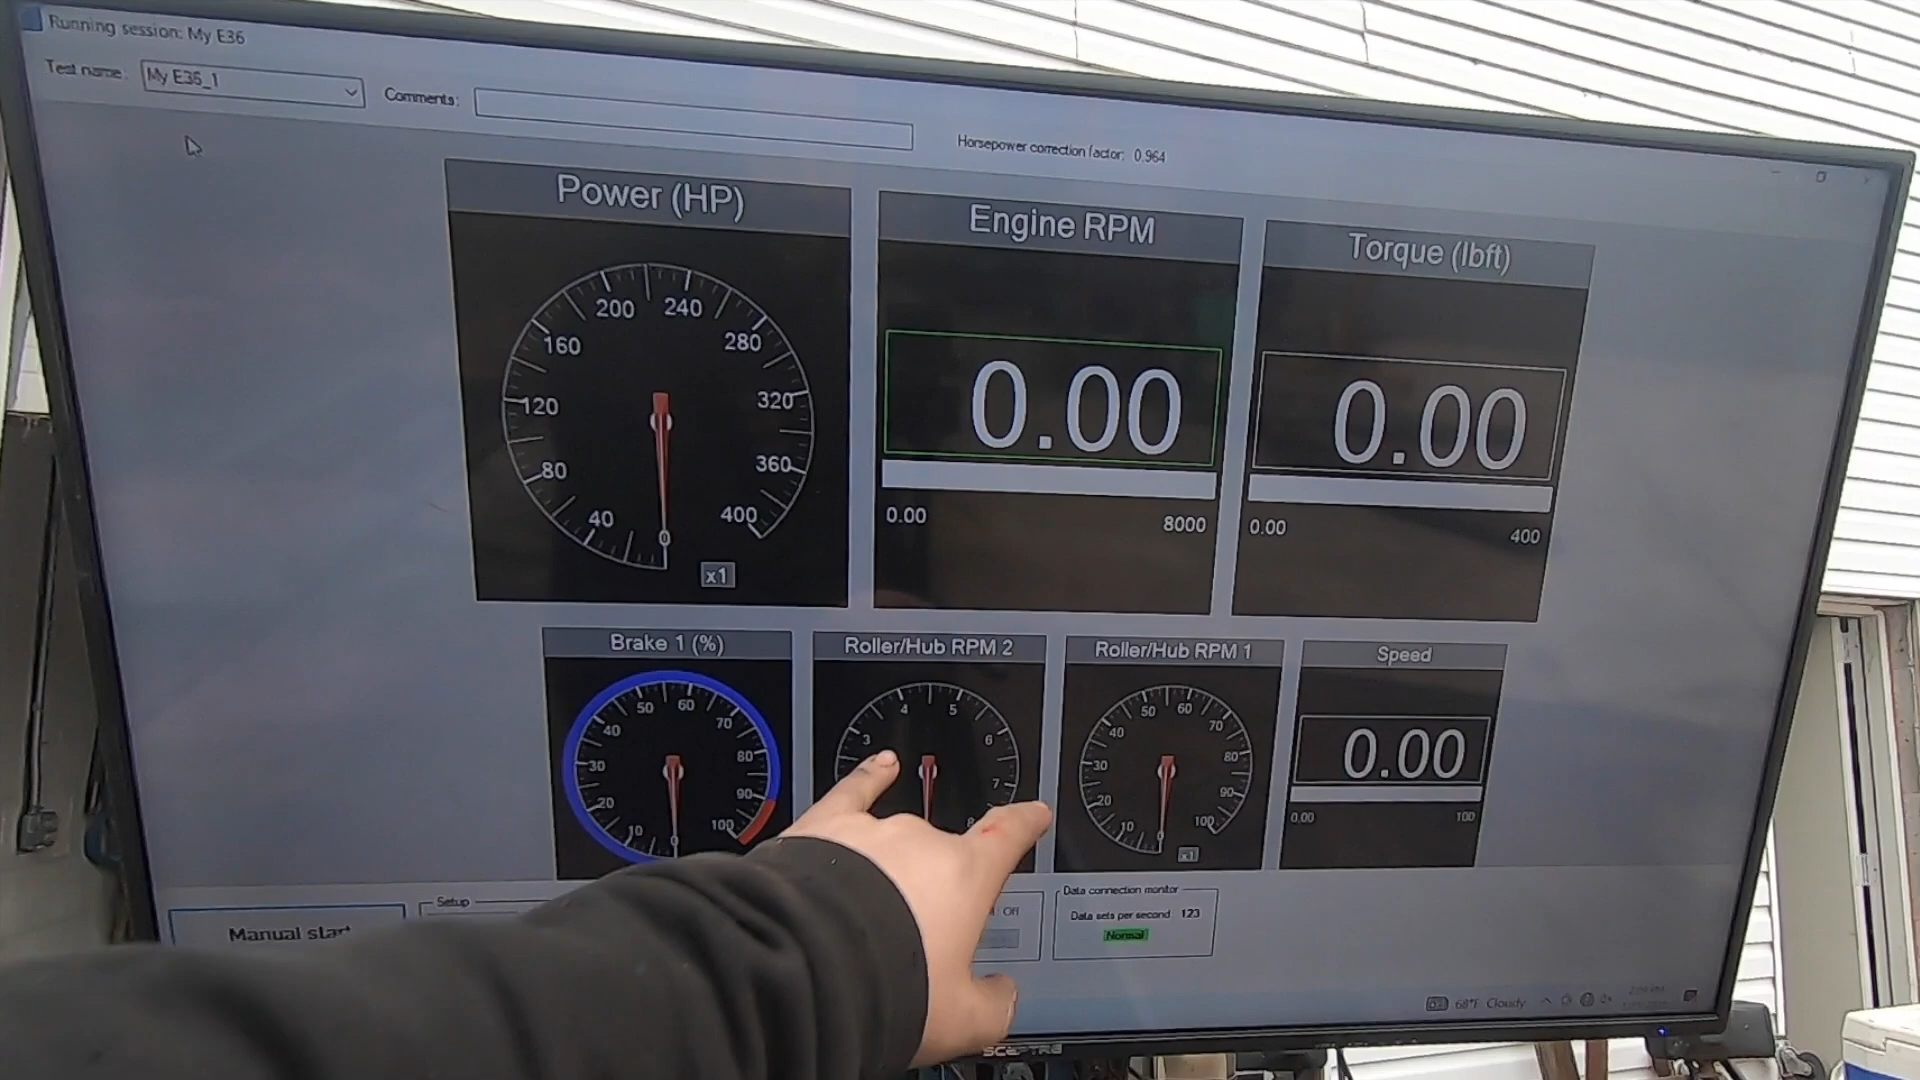 Running session: My E36
Test name: My E36_1
Comments:
Horsepower correction factor: 0.964
Power (HP)
0 40 80 120 160 200 240 280 320 360 400
x1
Engine RPM
0.00
0.00 8000
Torque (lbft)
0.00
0.00 400
Brake 1 (%)
0 10 20 30 40 50 60 70 80 90 100
Roller/Hub RPM 2
3 4 5 6 7 8
Roller/Hub RPM 1
0 10 20 30 40 50 60 70 80 90 100
x1
Speed
0.00
0.00 100
Manual start
Setup
Off
Data connection monitor
Data sets per second 123
Normal
68°F Cloudy
SCEPTRE